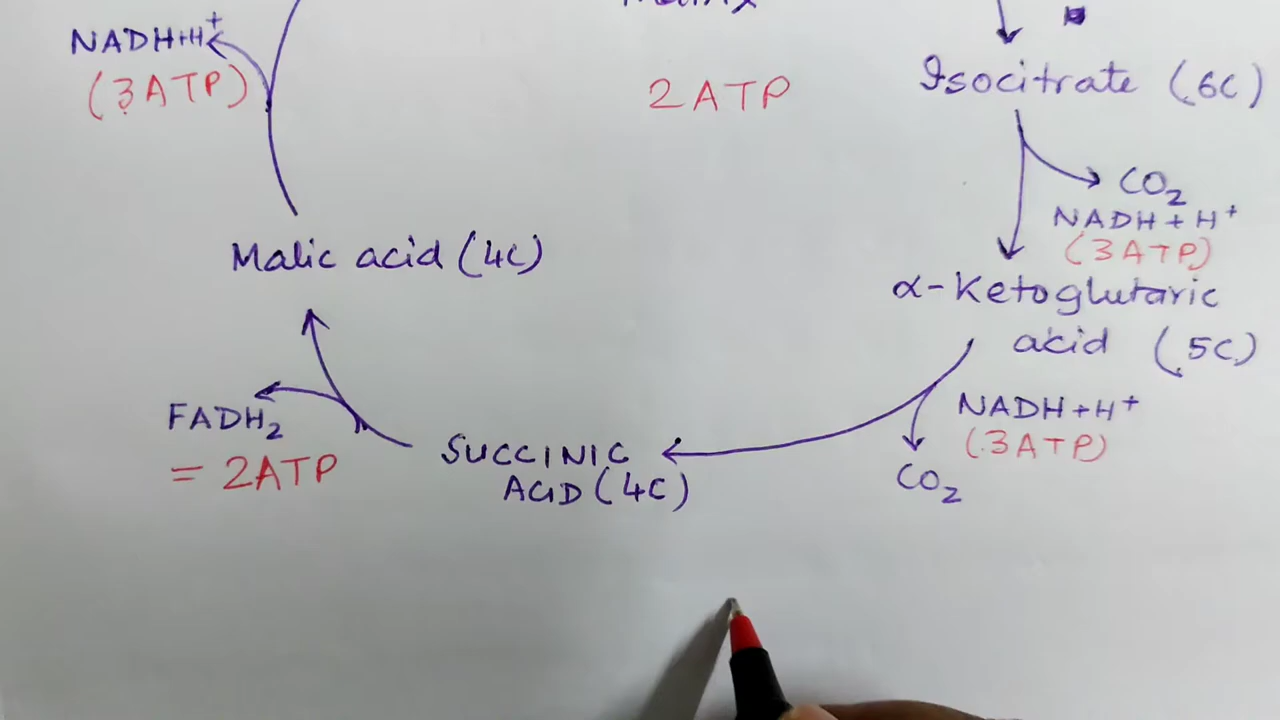 NADH+H⁺
(3ATP)
2ATP
Isocitrate (6C)
CO₂
NADH + H⁺
(3ATP)
Malic acid (4C)
α-Ketoglutaric
acid (5C)
FADH₂
= 2ATP
SUCCINIC
ACID (4C)
NADH+H⁺
(3ATP)
CO₂